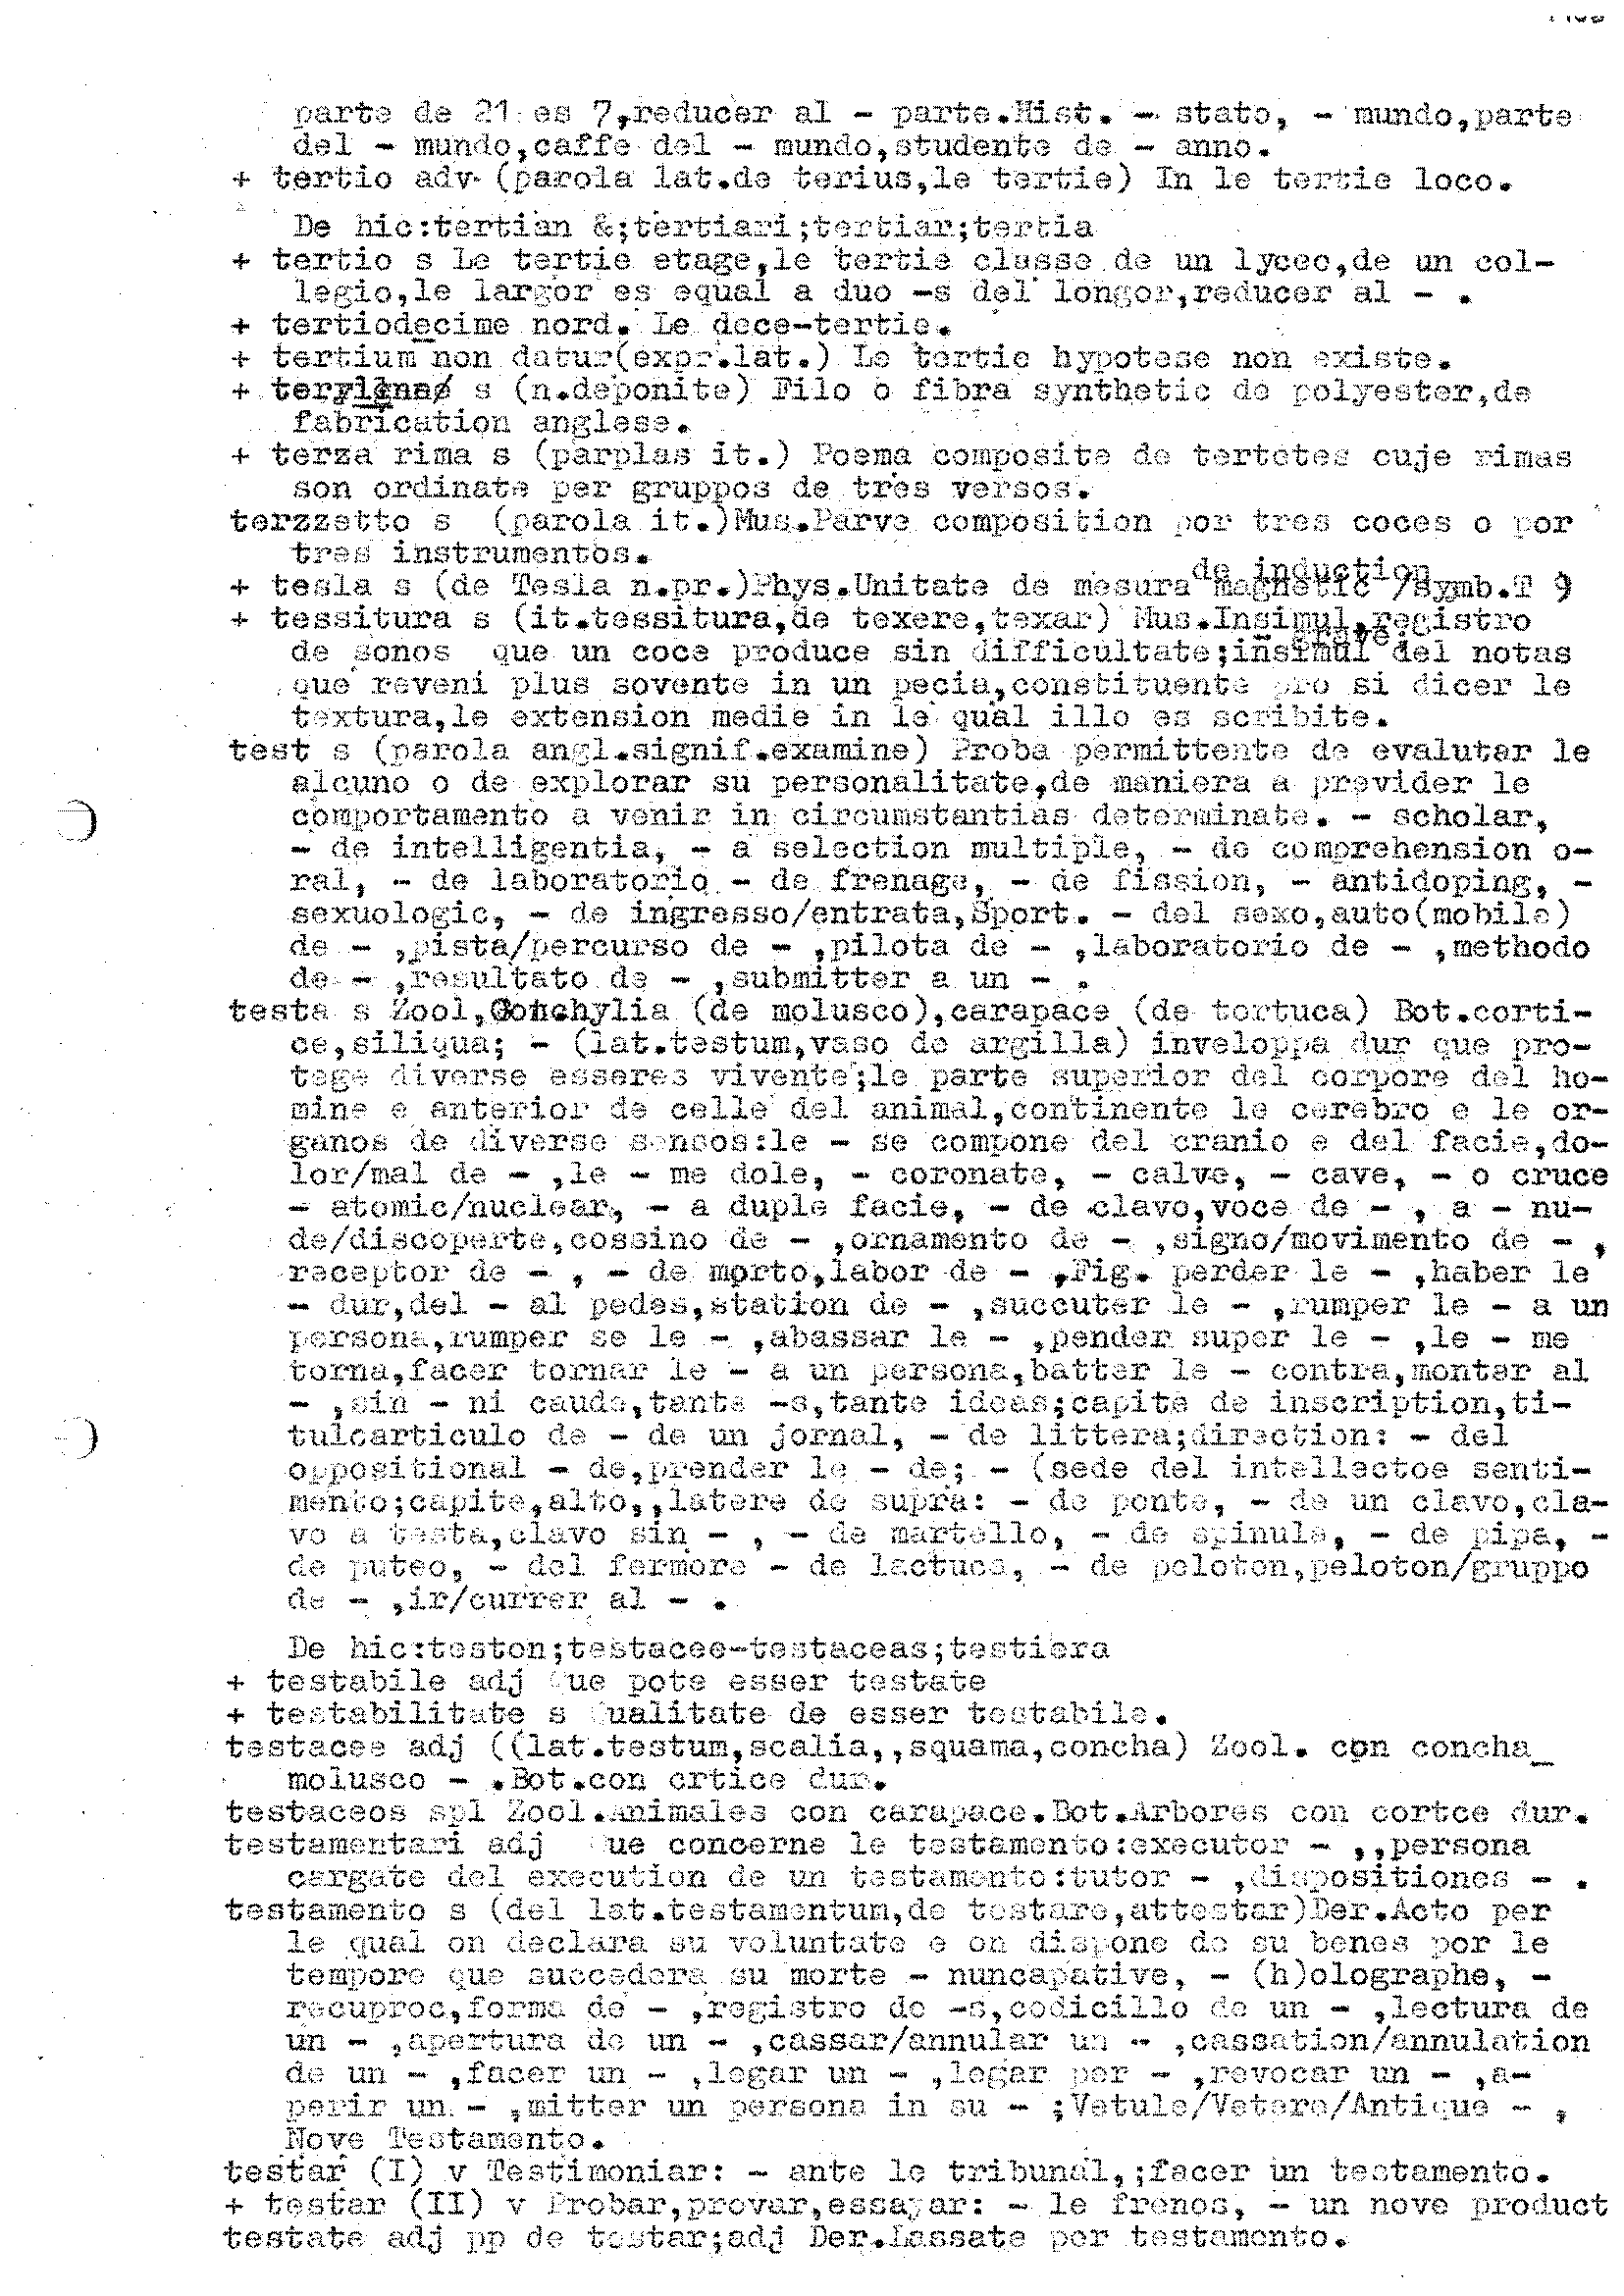 parte de 21 es 7,reducer al - parte.Hist. - stato, - mundo,parte
del - mundo,caffe del - mundo,studente de - anno.
+ tertio adv. (parola lat.de terius,le tertie) In le tertie loco.
De hic:tertian &;tertiari;tertiar;tertia
+ tertio s Le tertie etage,le tertie classe de un lyceo,de un col-
legio,le largor es equal a duo -s del longor,reducer al - .
+ tertiodecime nord. Le dece-tertie.
+ tertium non datur(expr.lat.) Le tertie hypotese non existe.
+ s (n.deponite) Filo o fibra synthetic de polyester,de
fabrication anglese.
+ terza rima s (parplas it.) Poema composite de tertetes cuje rimas
son ordinate per gruppos de tres versos.
terzzetto s (parola it.)Mus.Parve composition por tres coces o por
tres instrumentos.
de induction
+ tesla s (de Tesla n.pr.)Phys.Unitate de mesura magnetic /symb.T 9
+ tessitura s (it.tessitura,de texere,texar) Mus.Insimul,registro
grave
de sonos que un coce produce sin difficultate;insimul del notas
que reveni plus sovente in un pecia,constituente pro si dicer le
textura,le extension medie in le qual illo es scribite.
test s (parola angl.signif.examine) Proba permittente de evalutar le
alcuno o de explorar su personalitate,de maniera a previder le
comportamento a venir in circumstantias determinate. - scholar,
- de intelligentia, - a selection multiple, - de comprehension o-
ral, - de laboratorio - de frenage, - de fission, - antidoping, -
sexuologic, - de ingresso/entrata,Sport. - del sexo,auto(mobile)
de - ,pista/percurso de - ,pilota de - ,laboratorio de - ,methodo
de - ,resultato de - ,submitter a un - .
testa s Zool,Conchylia (de molusco),carapace (de tortuca) Bot.corti-
ce,siliqua; - (lat.testum,vaso de argilla) inveloppa dur que pro-
tege diverse esseres vivente;le parte superior del corpore del ho-
mine e anterior de celle del animal,continente le cerebro e le or-
ganos de diverse sensos:le - se compone del cranio e del facie,do-
lor/mal de - ,le - me dole, - coronate, - calve, - cave, - o cruce
- atomic/nuclear, - a duple facie, - de clavo,voce de - , a - nu-
de/discoperte,cossino de - ,ornamento de - ,signo/movimento de - ,
receptor de - , - de morto,labor de - ,Fig. perder le - ,haber le
- dur,del - al pedes,station de - ,succuter le - ,rumper le - a un
persona,rumper se le - ,abassar le - ,pender super le - ,le - me
torna,facer tornar le - a un persona,batter le - contra,montar al
- ,sin - ni cauda,tante -s,tante ideas;capite de inscription,ti-
tulcarticulo de - de un jornal, - de littera;direction: - del
oppositional - de,prender le - de; - (sede del intellectoe senti-
mento;capite,alto,,latere de supra: - de ponte, - de un clavo,cla-
vo a testa,clavo sin - , - de martello, - de spinula, - de pipa, -
de puteo, - del fermore - de lactuca, - de peloton,peloton/gruppo
de - ,ir/currer al - .
De hic:teston;testacee-testaceas;testiera
+ testabile adj ue pote esser testate
+ testabilitate s ualitate de esser testabile.
testacee adj ((lat.testum,scalia,,squama,concha) Zool. con concha_
molusco - .Bot.con crtice dur.
testaceos spl Zool.Animales con carapace.Bot.Arbores con cortce dur.
testamentari adj ue concerne le testamento:executor - ,,persona
cargate del execution de un testamento:tutor - ,dispositiones - .
testamento s (del lat.testamentum,de testare,attestar)Der.Acto per
le qual on declara su voluntate e on dispone de su benes por le
tempore que succedera su morte - nuncapative, - (h)olographe, -
recuproc,forma de - ,registro de -s,codicillo de un - ,lectura de
un - ,apertura de un - ,cassar/annular un - ,cassation/annulation
de un - ,facer un - ,legar un - ,legar per - ,revocar un - ,a-
perir un - ,mitter un persona in su - ;Vetule/Vetere/Antique - ,
Nove Testamento.
testar (I) v Testimoniar: - ante le tribunal,;facer un testamento.
+ testar (II) v Probar,provar,essayar: - le frenos, - un nove product
testate adj pp de testar;adj Der.Lassate per testamento.